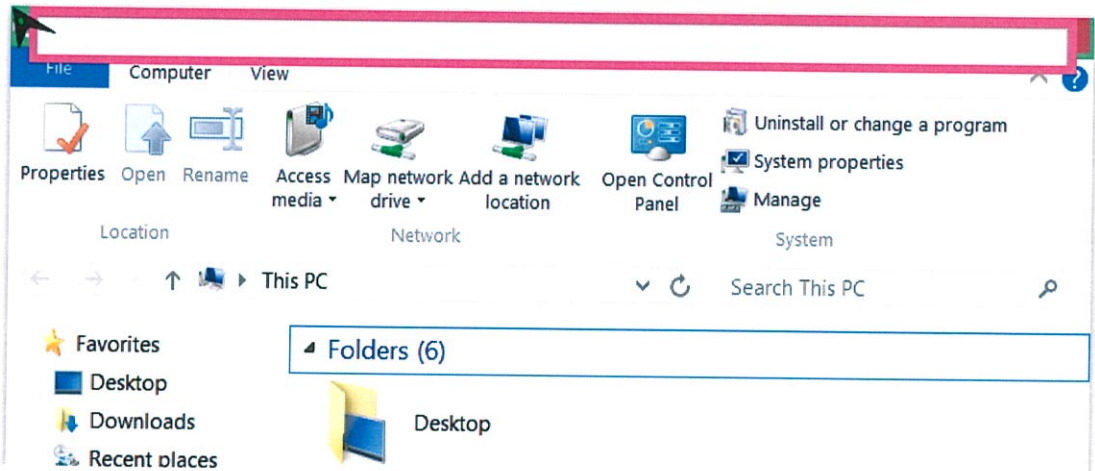 File Computer View
Properties Open Rename Access media Map network drive Add a network location Open Control Panel Uninstall or change a program
System properties
Manage
Location Network System
This PC Search This PC
Favorites Folders (6)
Desktop
Downloads Desktop
Recent places